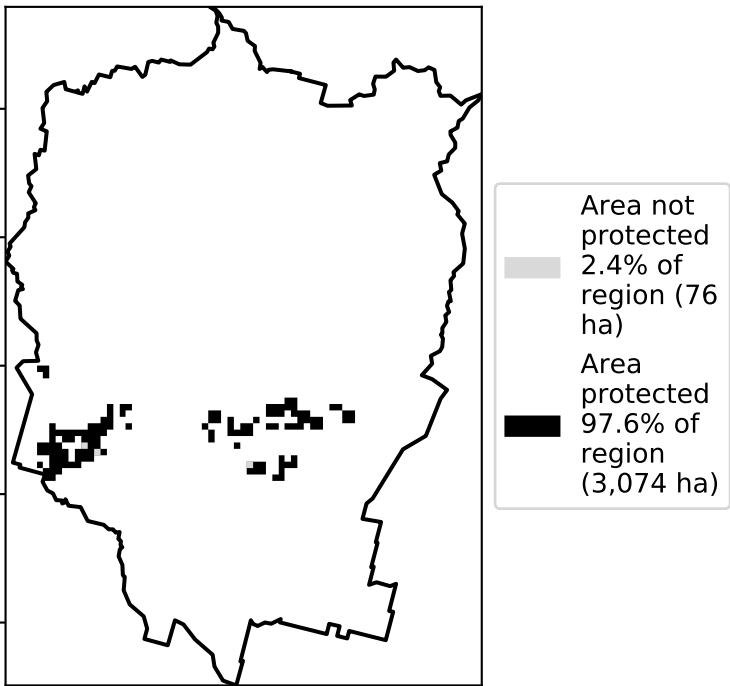 Area not
protected
2.4% of
region (76
ha)
Area
protected
97.6% of
region
(3,074 ha)